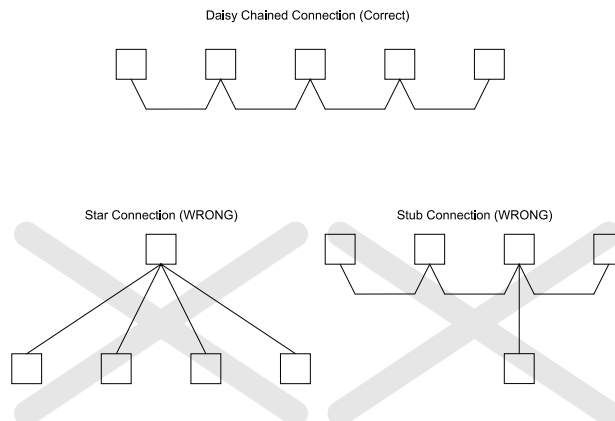 Daisy Chained Connection (Correct)
Star Connection (WRONG)
Stub Connection (WRONG)